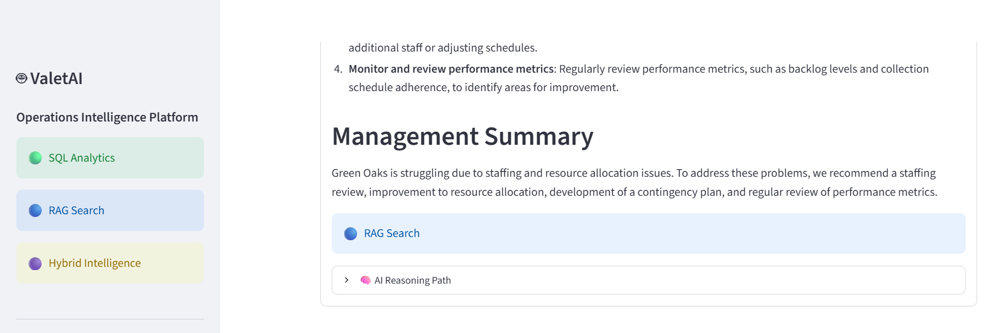 ValetAI
Operations Intelligence Platform
SQL Analytics
RAG Search
Hybrid Intelligence
additional staff or adjusting schedules.
4. Monitor and review performance metrics: Regularly review performance metrics, such as backlog levels and collection
schedule adherence, to identify areas for improvement.
Management Summary
Green Oaks is struggling due to staffing and resource allocation issues. To address these problems, we recommend a staffing
review, improvement to resource allocation, development of a contingency plan, and regular review of performance metrics.
RAG Search
AI Reasoning Path